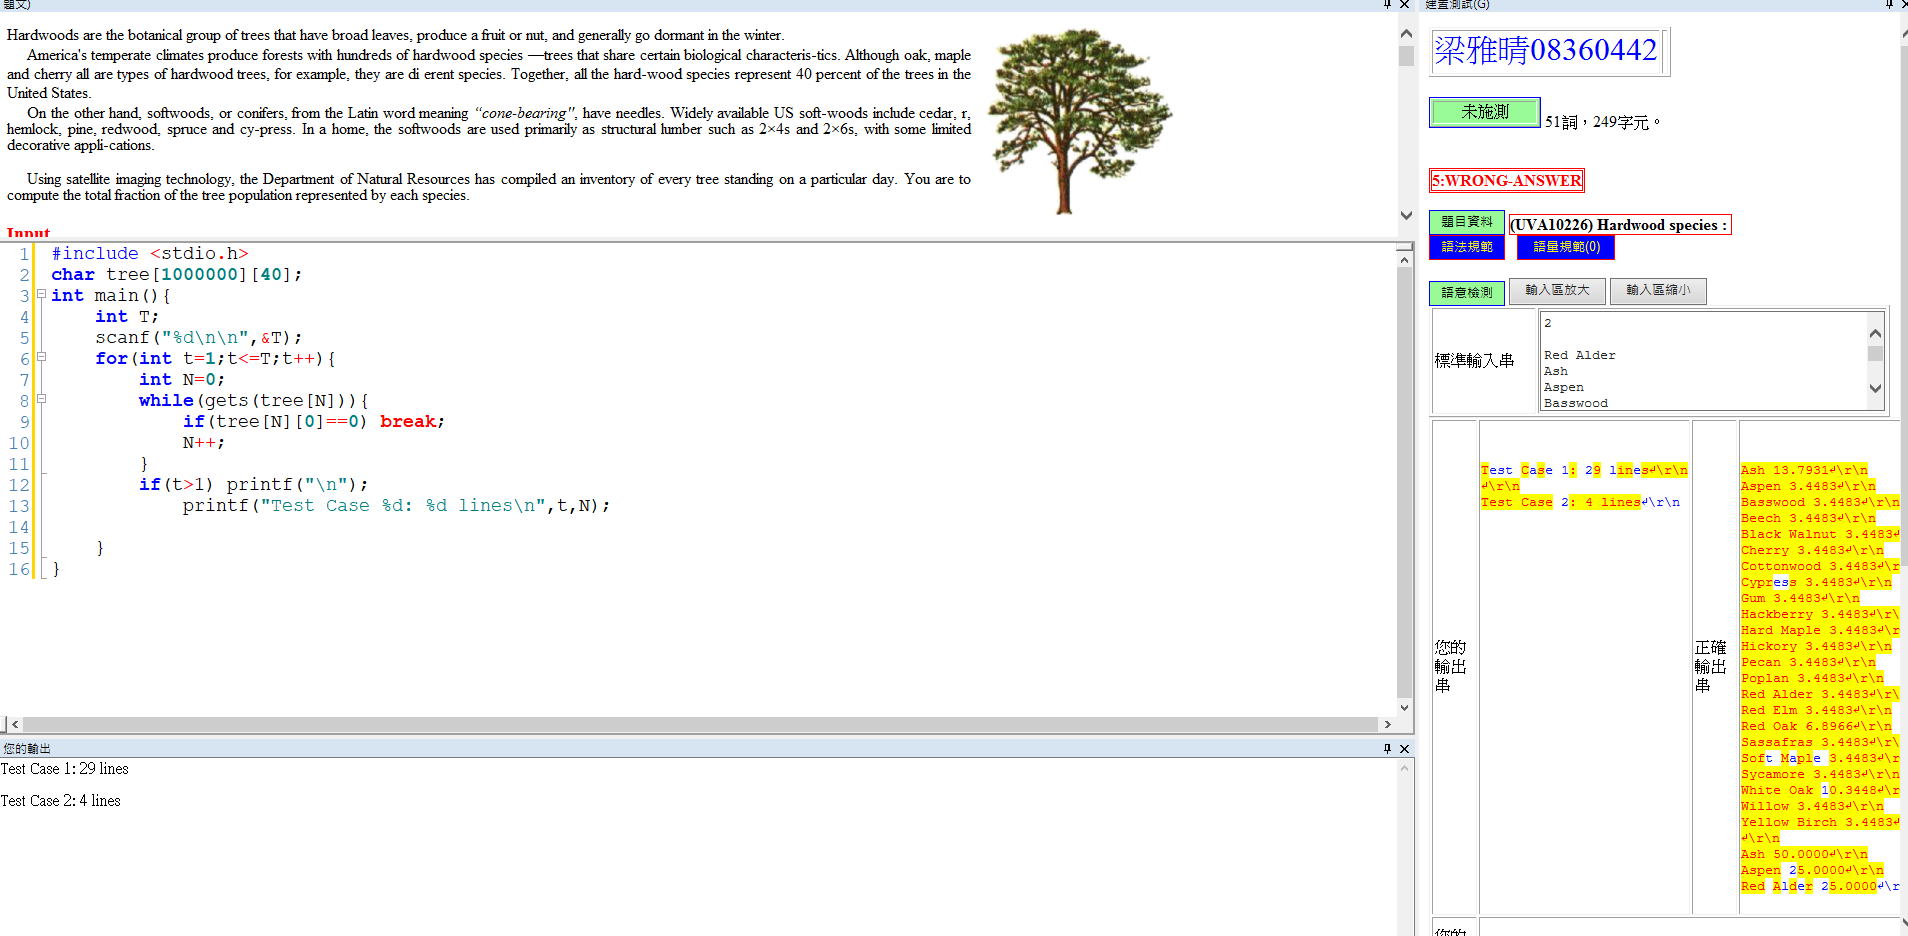 題文)
Hardwoods are the botanical group of trees that have broad leaves, produce a fruit or nut, and generally go dormant in the winter.
America's temperate climates produce forests with hundreds of hardwood species —trees that share certain biological characteris-tics. Although oak, maple
and cherry all are types of hardwood trees, for example, they are di erent species. Together, all the hard-wood species represent 40 percent of the trees in the
United States.
On the other hand, softwoods, or conifers, from the Latin word meaning “cone-bearing”, have needles. Widely available US soft-woods include cedar, r,
hemlock, pine, redwood, spruce and cy-press. In a home, the softwoods are used primarily as structural lumber such as 2×4s and 2×6s, with some limited
decorative appli-cations.
Using satellite imaging technology, the Department of Natural Resources has compiled an inventory of every tree standing on a particular day. You are to
compute the total fraction of the tree population represented by each species.
Input
1 #include <stdio.h>
2 char tree[1000000][40];
3 int main(){
4 int T;
5 scanf("%d\n\n",&T);
6 for(int t=1;t<=T;t++){
7 int N=0;
8 while(gets(tree[N])){
9 if(tree[N][0]==0) break;
10 N++;
11 }
12 if(t>1) printf("\n");
13 printf("Test Case %d: %d lines\n",t,N);
14
15 }
16 }
您的輸出
Test Case 1: 29 lines
Test Case 2: 4 lines
建置測試(G)
梁雅晴08360442
未施測 51詞，249字元。
5:WRONG-ANSWER
題目資料 (UVA10226) Hardwood species :
語法規範 語量規範(0)
語意檢測 輸入區放大 輸入區縮小
標準輸入串
2
Red Alder
Ash
Aspen
Basswood
您的
輸出
串
Test Case 1: 29 lines↲\r\n
↲\r\n
Test Case 2: 4 lines↲\r\n
正確
輸出
串
Ash 13.7931↲\r\n
Aspen 3.4483↲\r\n
Basswood 3.4483↲\r\n
Beech 3.4483↲\r\n
Black Walnut 3.4483↲
Cherry 3.4483↲\r\n
Cottonwood 3.4483↲\r
Cypress 3.4483↲\r\n
Gum 3.4483↲\r\n
Hackberry 3.4483↲\r\
Hard Maple 3.4483↲\r
Hickory 3.4483↲\r\n
Pecan 3.4483↲\r\n
Poplan 3.4483↲\r\n
Red Alder 3.4483↲\r\
Red Elm 3.4483↲\r\n
Red Oak 6.8966↲\r\n
Sassafras 3.4483↲\r\
Soft Maple 3.4483↲\r
Sycamore 3.4483↲\r\n
White Oak 10.3448↲\r
Willow 3.4483↲\r\n
Yellow Birch 3.4483↲
↲\r\n
Ash 50.0000↲\r\n
Aspen 25.0000↲\r\n
Red Alder 25.0000↲\r
您的